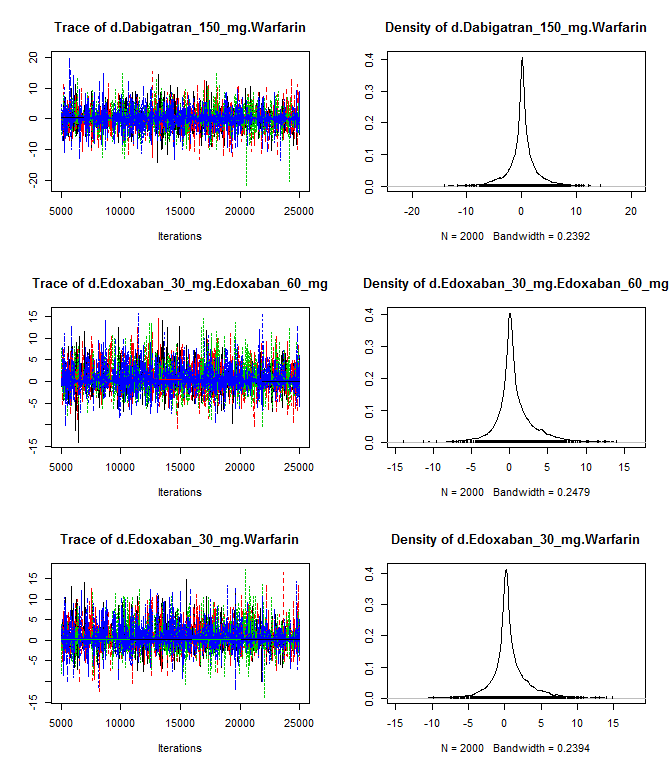 Trace of d.Dabigatran_150_mg.Warfarin
20
10
0
-10
-20
5000 10000 15000 20000 25000
Iterations
Density of d.Dabigatran_150_mg.Warfarin
0.4
0.3
0.2
0.1
0.0
-20 -10 0 10 20
N = 2000 Bandwidth = 0.2392
Trace of d.Edoxaban_30_mg.Edoxaban_60_mg
15
10
5
0
-5
-15
5000 10000 15000 20000 25000
Iterations
Density of d.Edoxaban_30_mg.Edoxaban_60_mg
0.4
0.3
0.2
0.1
0.0
-15 -10 -5 0 5 10 15
N = 2000 Bandwidth = 0.2479
Trace of d.Edoxaban_30_mg.Warfarin
15
10
5
0
-5
-15
5000 10000 15000 20000 25000
Iterations
Density of d.Edoxaban_30_mg.Warfarin
0.4
0.3
0.2
0.1
0.0
-15 -10 -5 0 5 10 15
N = 2000 Bandwidth = 0.2394